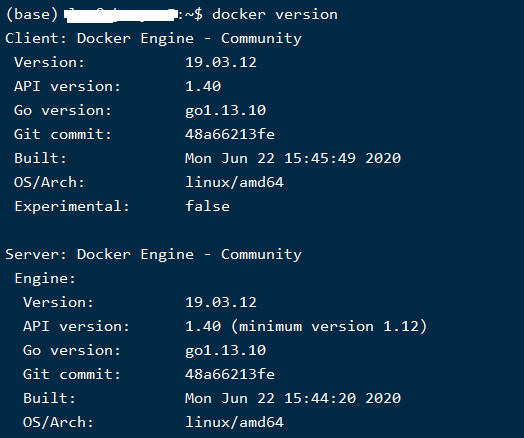 (base) :~$ docker version
Client: Docker Engine - Community
Version: 19.03.12
API version: 1.40
Go version: go1.13.10
Git commit: 48a66213fe
Built: Mon Jun 22 15:45:49 2020
OS/Arch: linux/amd64
Experimental: false
Server: Docker Engine - Community
Engine:
Version: 19.03.12
API version: 1.40 (minimum version 1.12)
Go version: go1.13.10
Git commit: 48a66213fe
Built: Mon Jun 22 15:44:20 2020
OS/Arch: linux/amd64